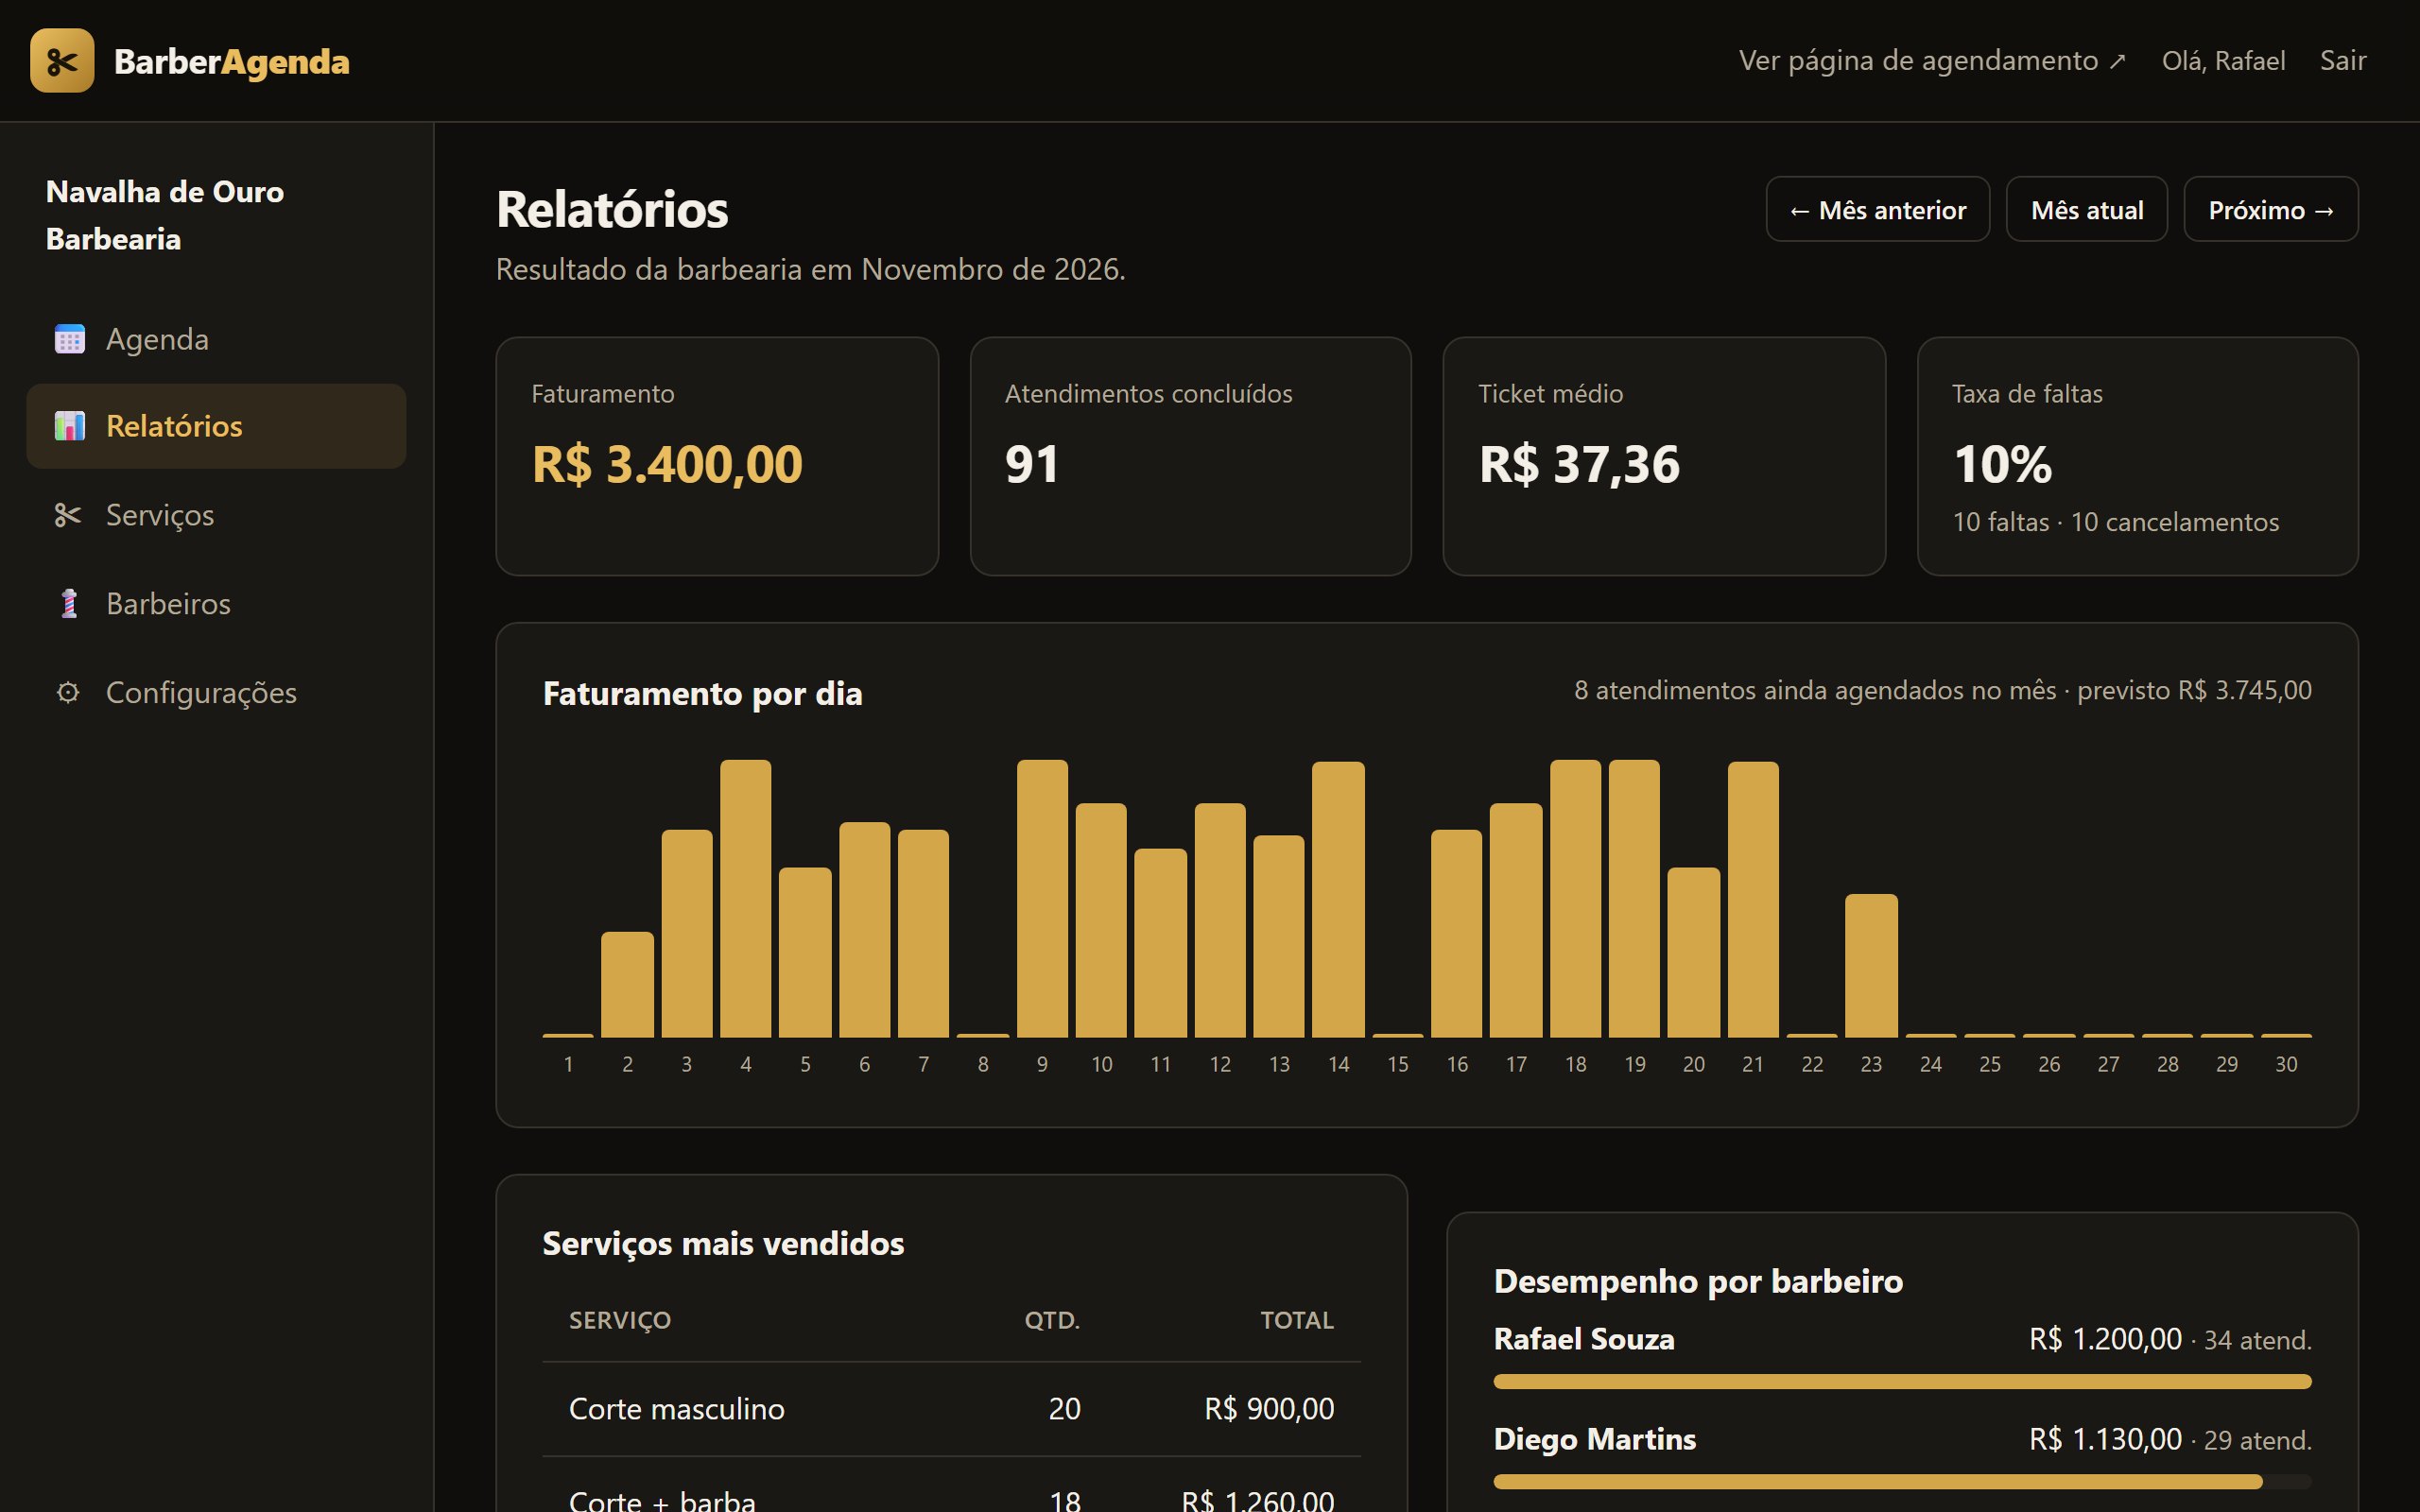 BarberAgenda
Ver página de agendamento ↗
Olá, Rafael
Sair
Navalha de Ouro
Barbearia
Agenda
Relatórios
Serviços
Barbeiros
Configurações
Relatórios
Resultado da barbearia em Novembro de 2026.
← Mês anterior
Mês atual
Próximo →
Faturamento
R$ 3.400,00
Atendimentos concluídos
91
Ticket médio
R$ 37,36
Taxa de faltas
10%
10 faltas · 10 cancelamentos
Faturamento por dia
8 atendimentos ainda agendados no mês · previsto R$ 3.745,00
1 2 3 4 5 6 7 8 9 10 11 12 13 14 15 16 17 18 19 20 21 22 23 24 25 26 27 28 29 30
Serviços mais vendidos
SERVIÇO QTD. TOTAL
Corte masculino 20 R$ 900,00
Corte + barba 18 R$ 1.260,00
Desempenho por barbeiro
Rafael Souza R$ 1.200,00 · 34 atend.
Diego Martins R$ 1.130,00 · 29 atend.